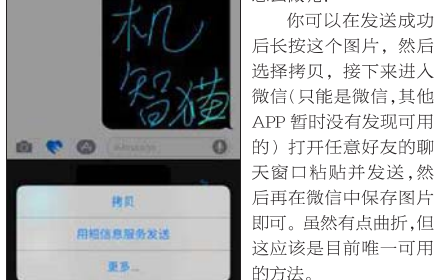 机
智猫
iMessage
拷贝
用短信息服务发送
更多...
你可以在发送成功
后长按这个图片，然后
选择拷贝，接下来进入
微信(只能是微信,其他
APP 暂时没有发现可用
的）打开任意好友的聊
天窗口粘贴并发送,然
后再在微信中保存图片
即可。虽然有点曲折,但
这应该是目前唯一可用
的方法。